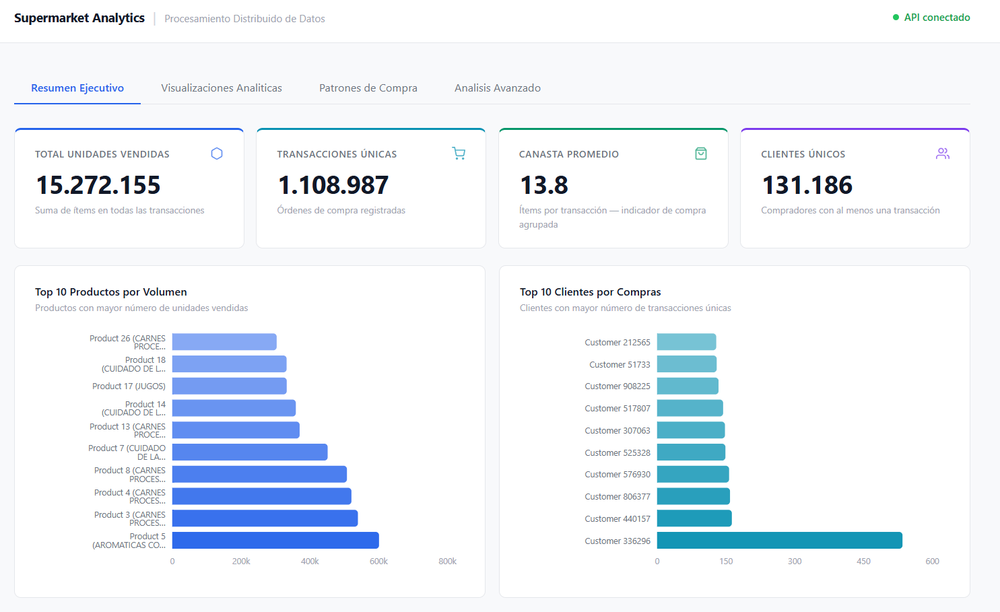 Supermarket Analytics
Procesamiento Distribuido de Datos
API conectado
Resumen Ejecutivo
Visualizaciones Analiticas
Patrones de Compra
Analisis Avanzado
TOTAL UNIDADES VENDIDAS
15.272.155
Suma de ítems en todas las transacciones
TRANSACCIONES ÚNICAS
1.108.987
Órdenes de compra registradas
CANASTA PROMEDIO
13.8
Ítems por transacción — indicador de compra
agrupada
CLIENTES ÚNICOS
131.186
Compradores con al menos una transacción
Top 10 Productos por Volumen
Productos con mayor número de unidades vendidas
Product 26 (CARNES
PROCE...
Product 18
(CUIDADO DE L...
Product 17 (JUGOS)
Product 14
(CUIDADO DE L...
Product 13 (CARNES
PROCE...
Product 7 (CUIDADO
DE LA...
Product 8 (CARNES
PROCES...
Product 4 (CARNES
PROCES...
Product 3 (CARNES
PROCES...
Product 5
(AROMATICAS CO...
0
200k
400k
600k
800k
Top 10 Clientes por Compras
Clientes con mayor número de transacciones únicas
Customer 212565
Customer 51733
Customer 908225
Customer 517807
Customer 307063
Customer 525328
Customer 576930
Customer 806377
Customer 440157
Customer 336296
0
150
300
450
600